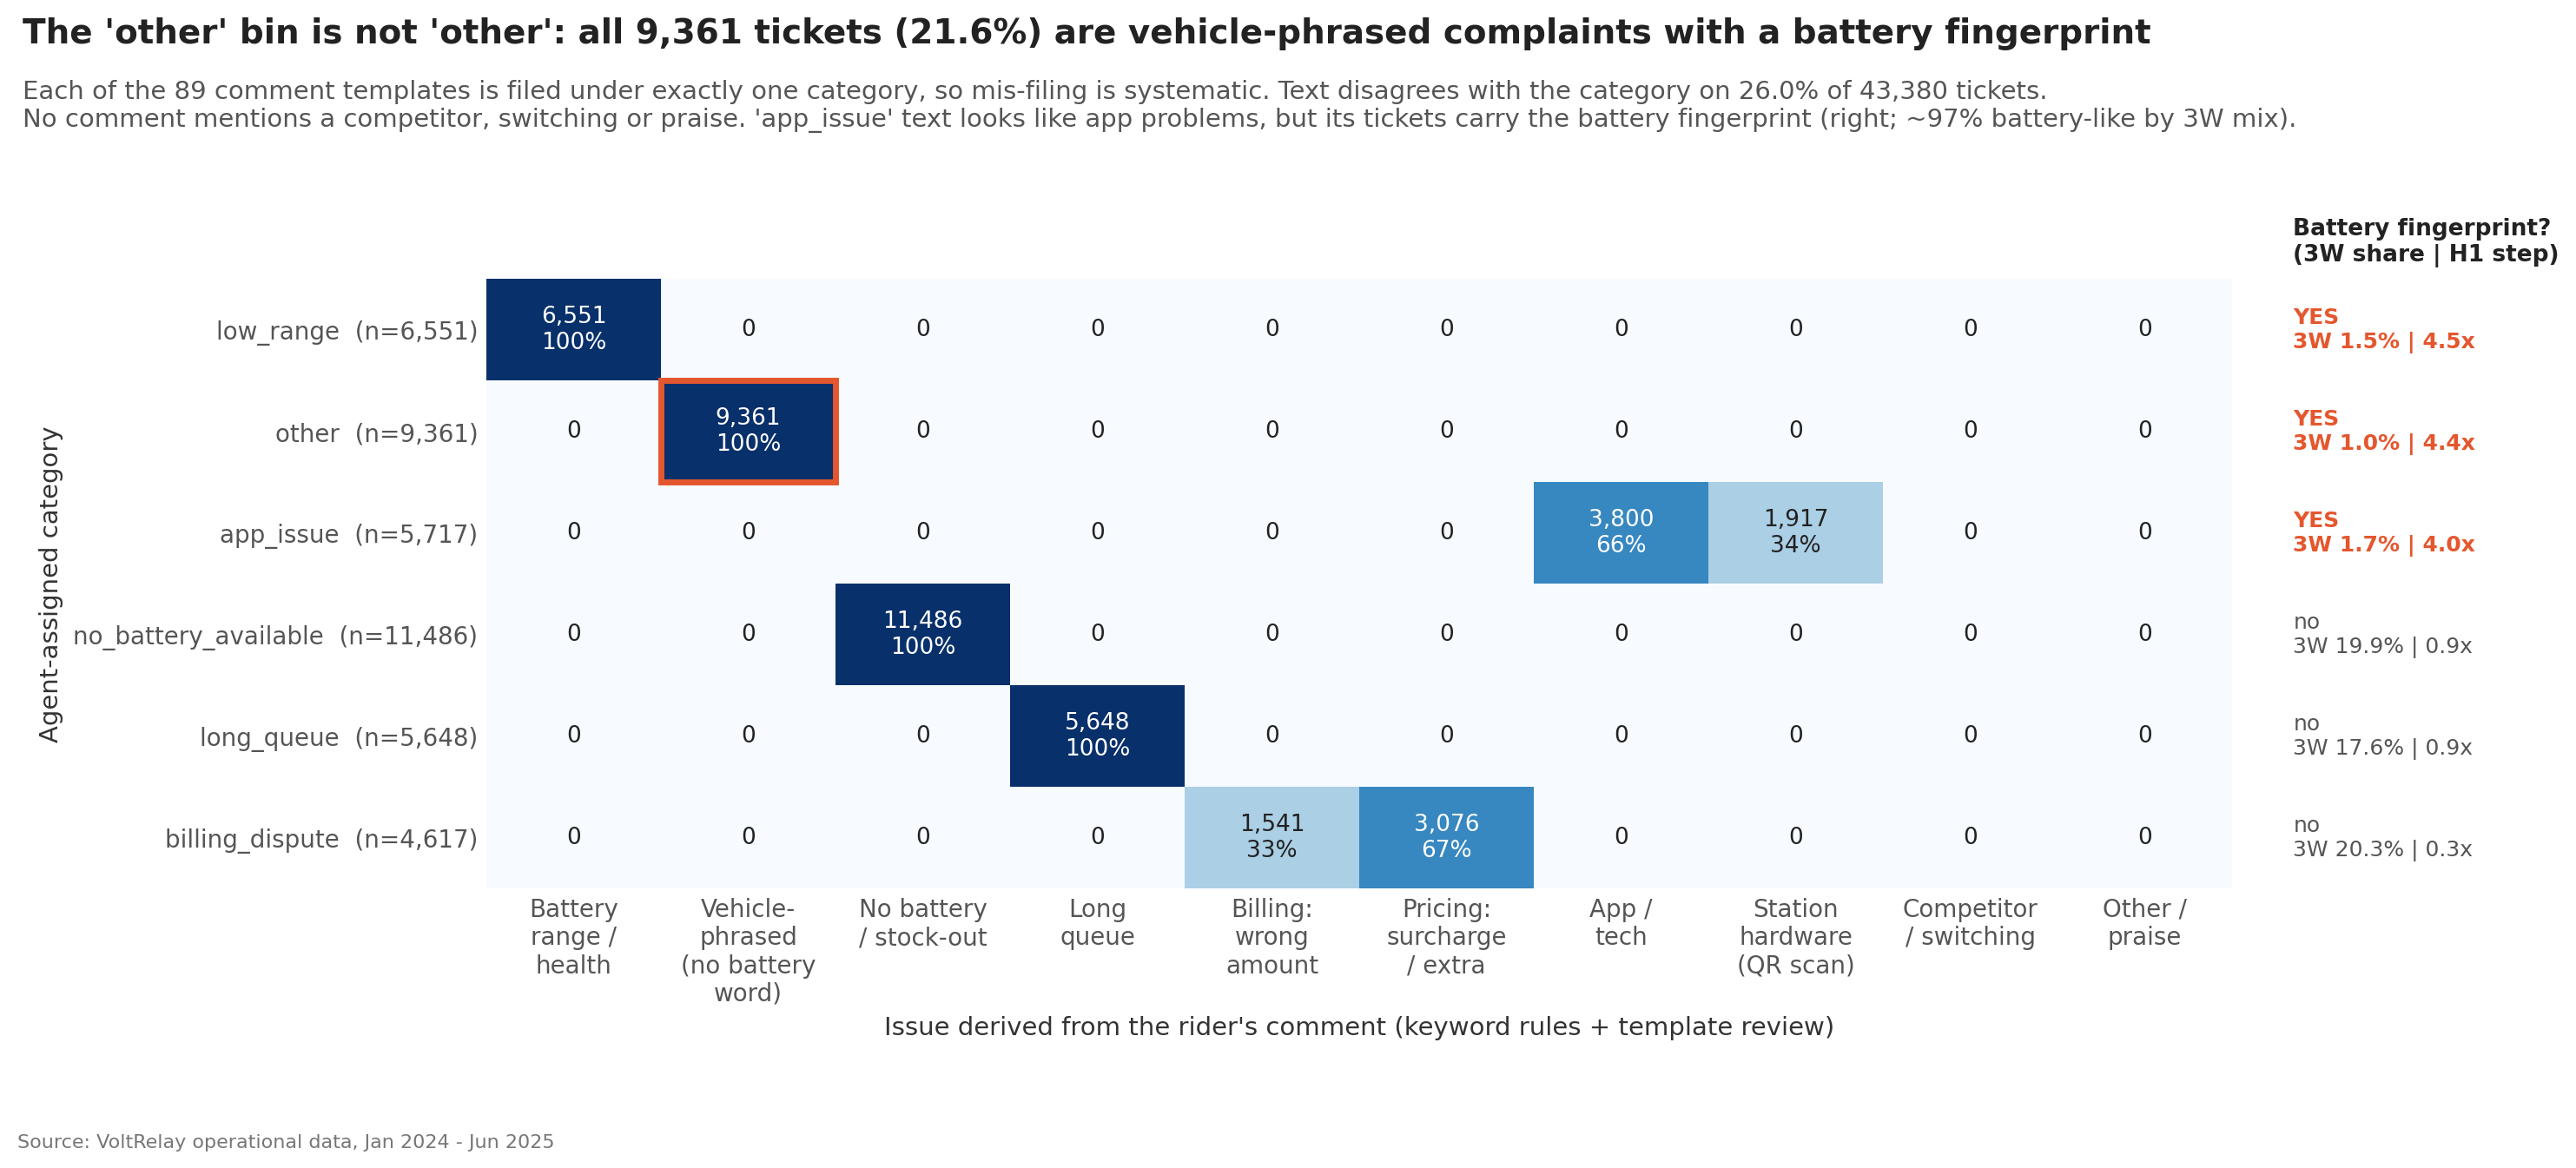 The 'other' bin is not 'other': all 9,361 tickets (21.6%) are vehicle-phrased complaints with a battery fingerprint
Each of the 89 comment templates is filed under exactly one category, so mis-filing is systematic. Text disagrees with the category on 26.0% of 43,380 tickets.
No comment mentions a competitor, switching or praise. 'app_issue' text looks like app problems, but its tickets carry the battery fingerprint (right; ~97% battery-like by 3W mix).
Battery fingerprint?
(3W share | H1 step)
Agent-assigned category
low_range (n=6,551)
6,551
100%
0 0 0 0 0 0 0 0 0
YES
3W 1.5% | 4.5x
other (n=9,361)
0
9,361
100%
0 0 0 0 0 0 0 0
YES
3W 1.0% | 4.4x
app_issue (n=5,717)
0 0 0 0 0 0
3,800
66%
1,917
34%
0 0
YES
3W 1.7% | 4.0x
no_battery_available (n=11,486)
0 0
11,486
100%
0 0 0 0 0 0 0
no
3W 19.9% | 0.9x
long_queue (n=5,648)
0 0 0
5,648
100%
0 0 0 0 0 0
no
3W 17.6% | 0.9x
billing_dispute (n=4,617)
0 0 0 0
1,541
33%
3,076
67%
0 0 0 0
no
3W 20.3% | 0.3x
Battery
range /
health
Vehicle-
phrased
(no battery
word)
No battery
/ stock-out
Long
queue
Billing:
wrong
amount
Pricing:
surcharge
/ extra
App /
tech
Station
hardware
(QR scan)
Competitor
/ switching
Other /
praise
Issue derived from the rider's comment (keyword rules + template review)
Source: VoltRelay operational data, Jan 2024 - Jun 2025